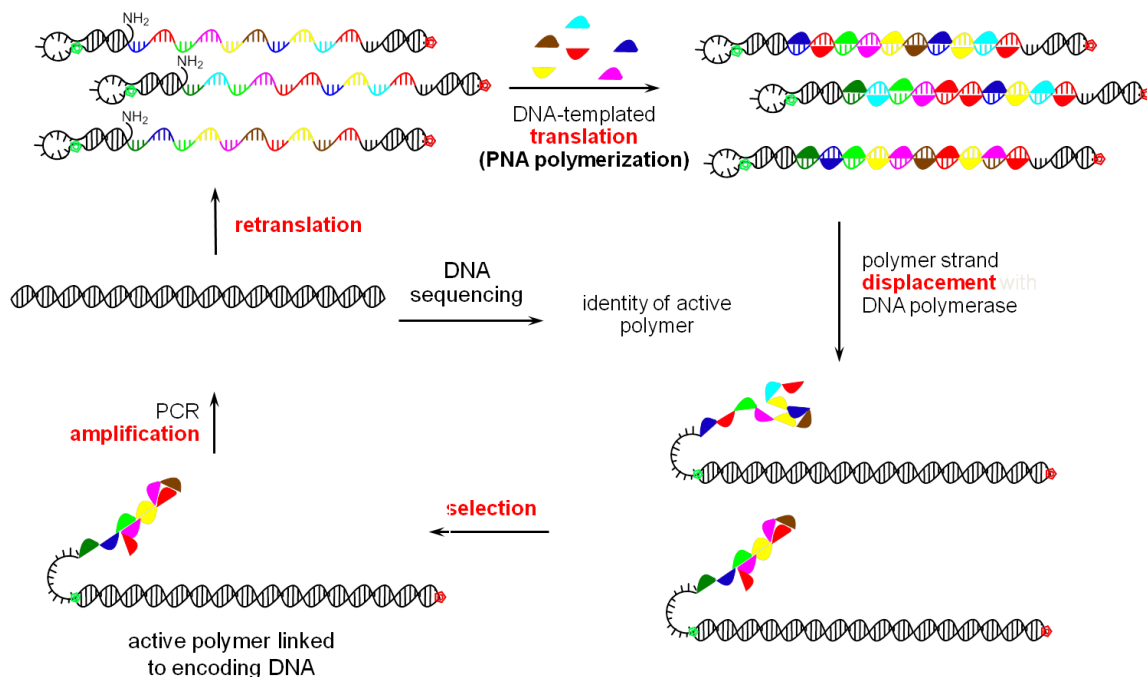 NH2
NH2
NH2
DNA-templated
translation
(PNA polymerization)
retranslation
DNA
sequencing
identity of active
polymer
polymer strand
displacement with
DNA polymerase
PCR
amplification
selection
active polymer linked
to encoding DNA